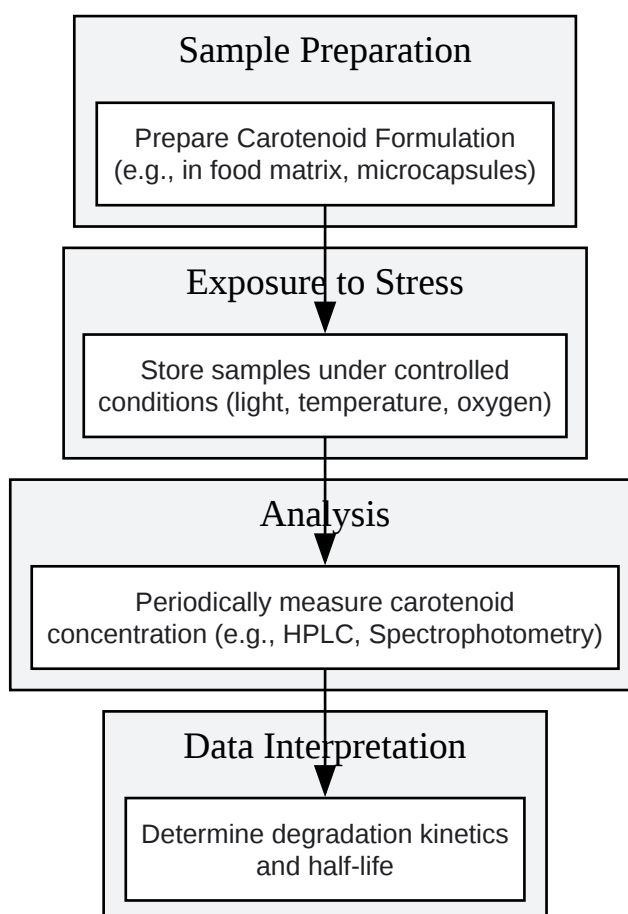 Sample Preparation
Prepare Carotenoid Formulation
(e.g., in food matrix, microcapsules)
Exposure to Stress
Store samples under controlled
conditions (light, temperature, oxygen)
Analysis
Periodically measure carotenoid
concentration (e.g., HPLC, Spectrophotometry)
Data Interpretation
Determine degradation kinetics
and half-life